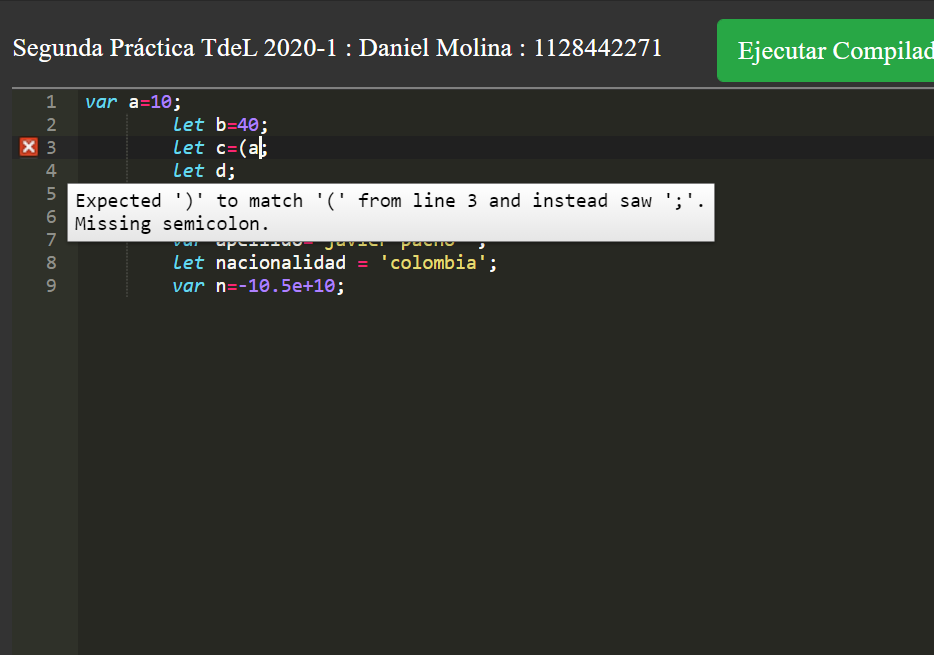 Segunda Práctica TdeL 2020-1 : Daniel Molina : 1128442271
Ejecutar Compilad
1 var a=10;
2 let b=40;
3 let c=(a;
4 let d;
5
Expected ')' to match '(' from line 3 and instead saw ';'.
6
Missing semicolon.
7 var apellido='javier pacho' ;
8 let nacionalidad = 'colombia';
9 var n=-10.5e+10;